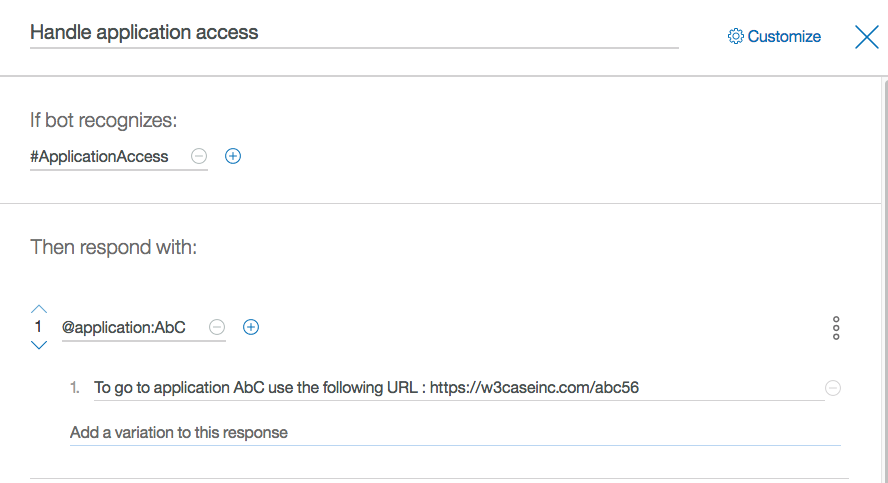 Handle application access
Customize
If bot recognizes:
#ApplicationAccess
Then respond with:
1 @application:AbC
1. To go to application AbC use the following URL : https://w3caseinc.com/abc56
Add a variation to this response